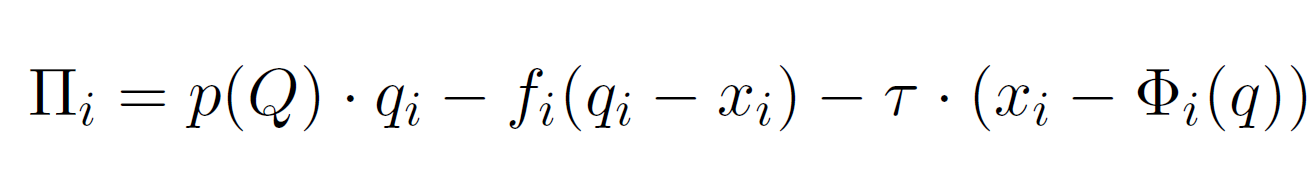 Πᵢ = p(Q) · qᵢ − fᵢ(qᵢ − xᵢ) − τ · (xᵢ − Φᵢ(q))